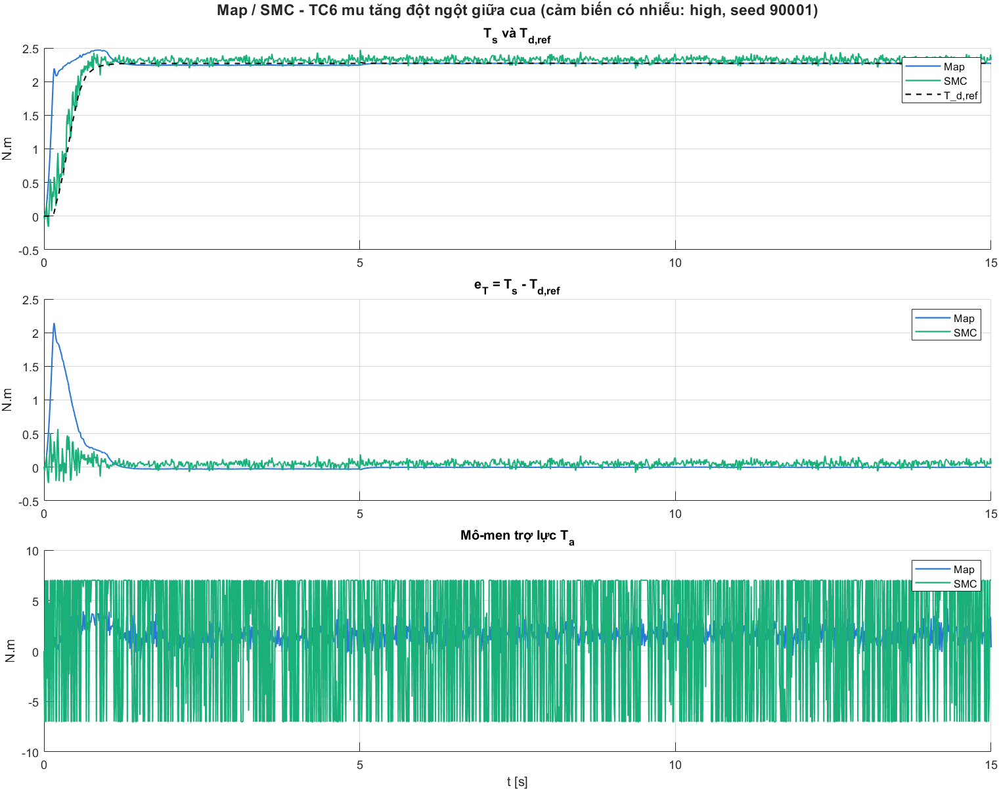 Map / SMC - TC6 mu tăng đột ngột giữa cua (cảm biến có nhiễu: high, seed 90001)
Ts và Td,ref
2.5
2
1.5
1
0.5
0
-0.5
N.m
Map
SMC
T_d,ref
0 5 10 15
eT = Ts - Td,ref
2.5
2
1.5
1
0.5
0
-0.5
N.m
Map
SMC
0 5 10 15
Mô-men trợ lực Ta
10
5
0
-5
-10
N.m
Map
SMC
0 5 10 15
t [s]